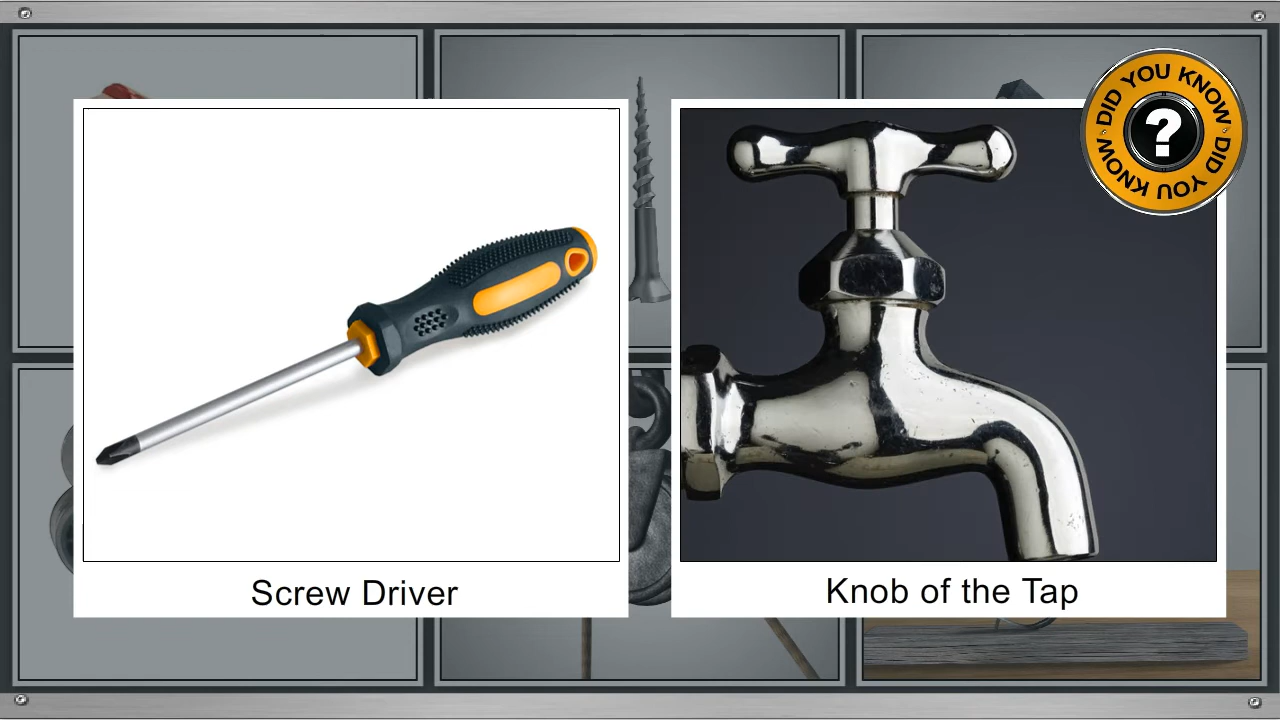 DID YOU KNOW · DID YOU KNOW ·
?
Screw Driver
Knob of the Tap